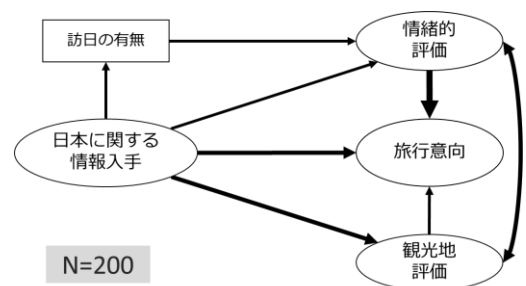 訪日の有無
情緒的
評価
日本に関する
情報入手
旅行意向
観光地
評価
N=200